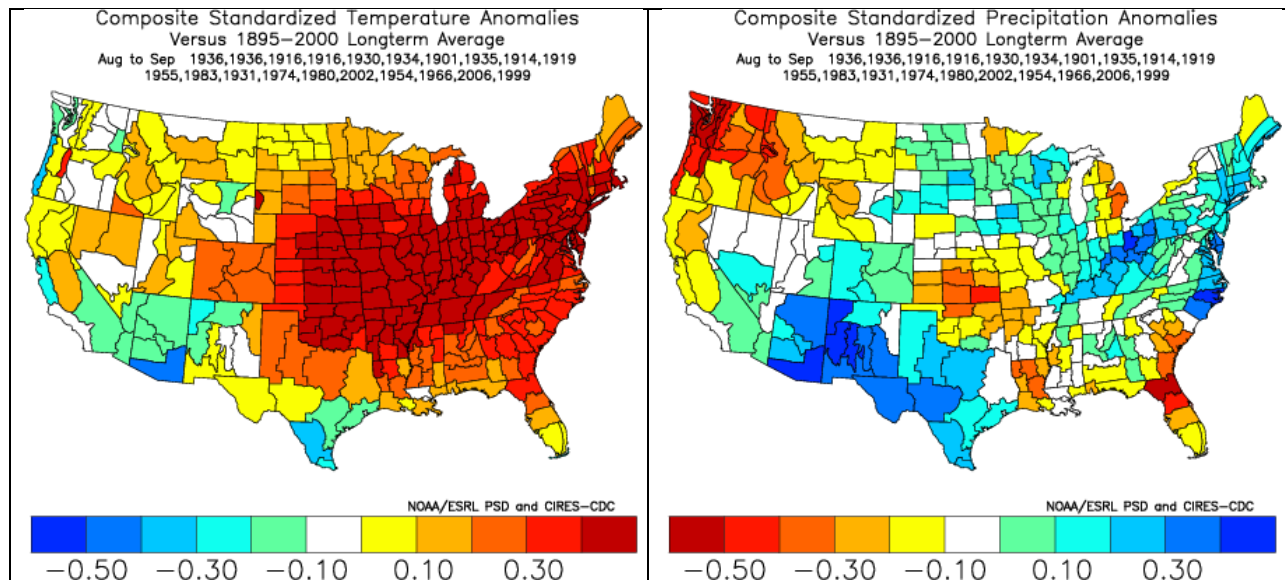 Composite Standardized Temperature Anomalies
Versus 1895-2000 Longterm Average
Aug to Sep 1936,1936,1916,1916,1930,1934,1901,1935,1914,1919
1955,1983,1931,1974,1980,2002,1954,1966,2006,1999
NOAA/ESRL PSD and CIRES-CDC
-0.50 -0.30 -0.10 0.10 0.30
Composite Standardized Precipitation Anomalies
Versus 1895-2000 Longterm Average
Aug to Sep 1936,1936,1916,1916,1930,1934,1901,1935,1914,1919
1955,1983,1931,1974,1980,2002,1954,1966,2006,1999
NOAA/ESRL PSD and CIRES-CDC
-0.50 -0.30 -0.10 0.10 0.30